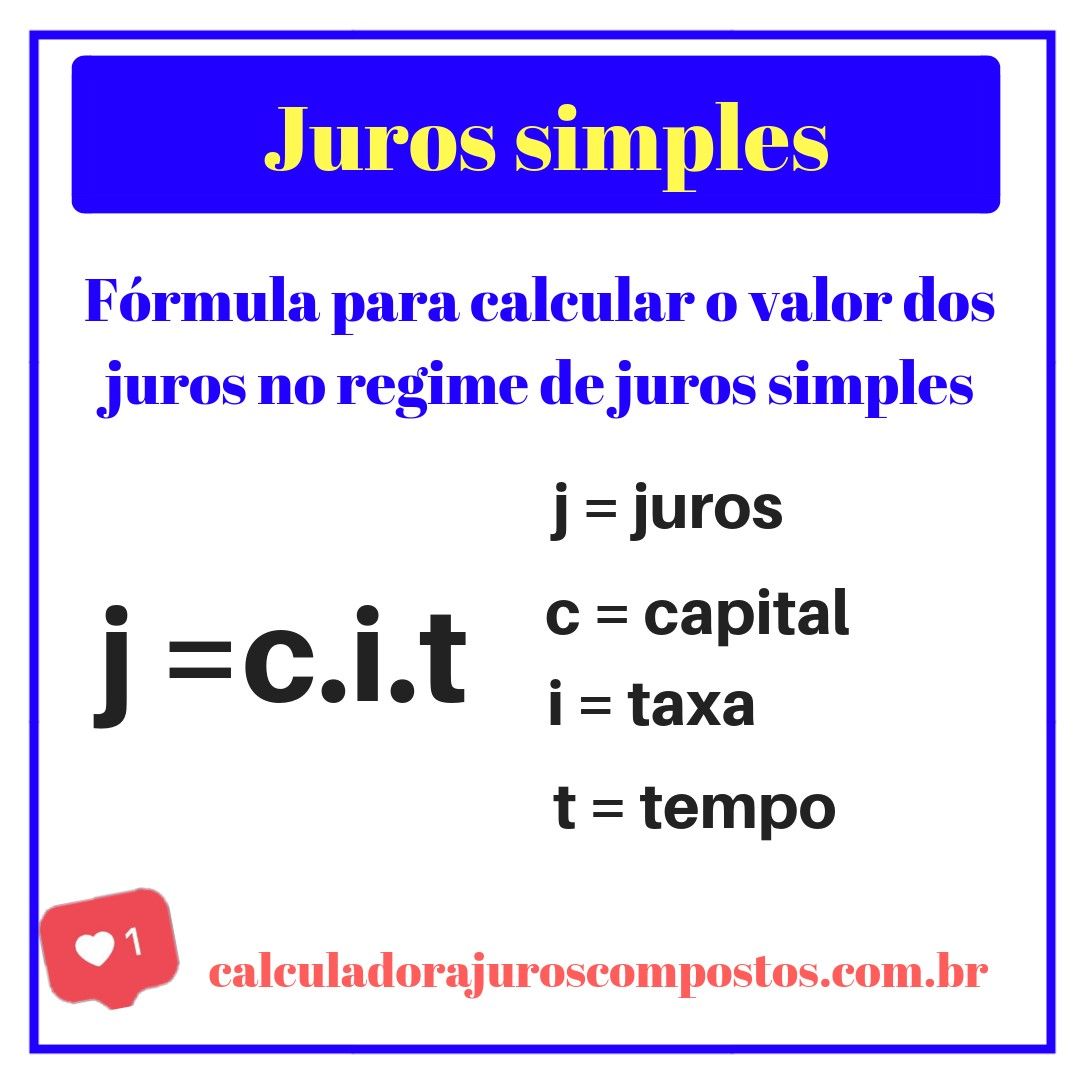 Juros simples
Fórmula para calcular o valor dos
juros no regime de juros simples
j =c.i.t
j = juros
c = capital
i = taxa
t = tempo
1
calculadorajuroscompostos.com.br